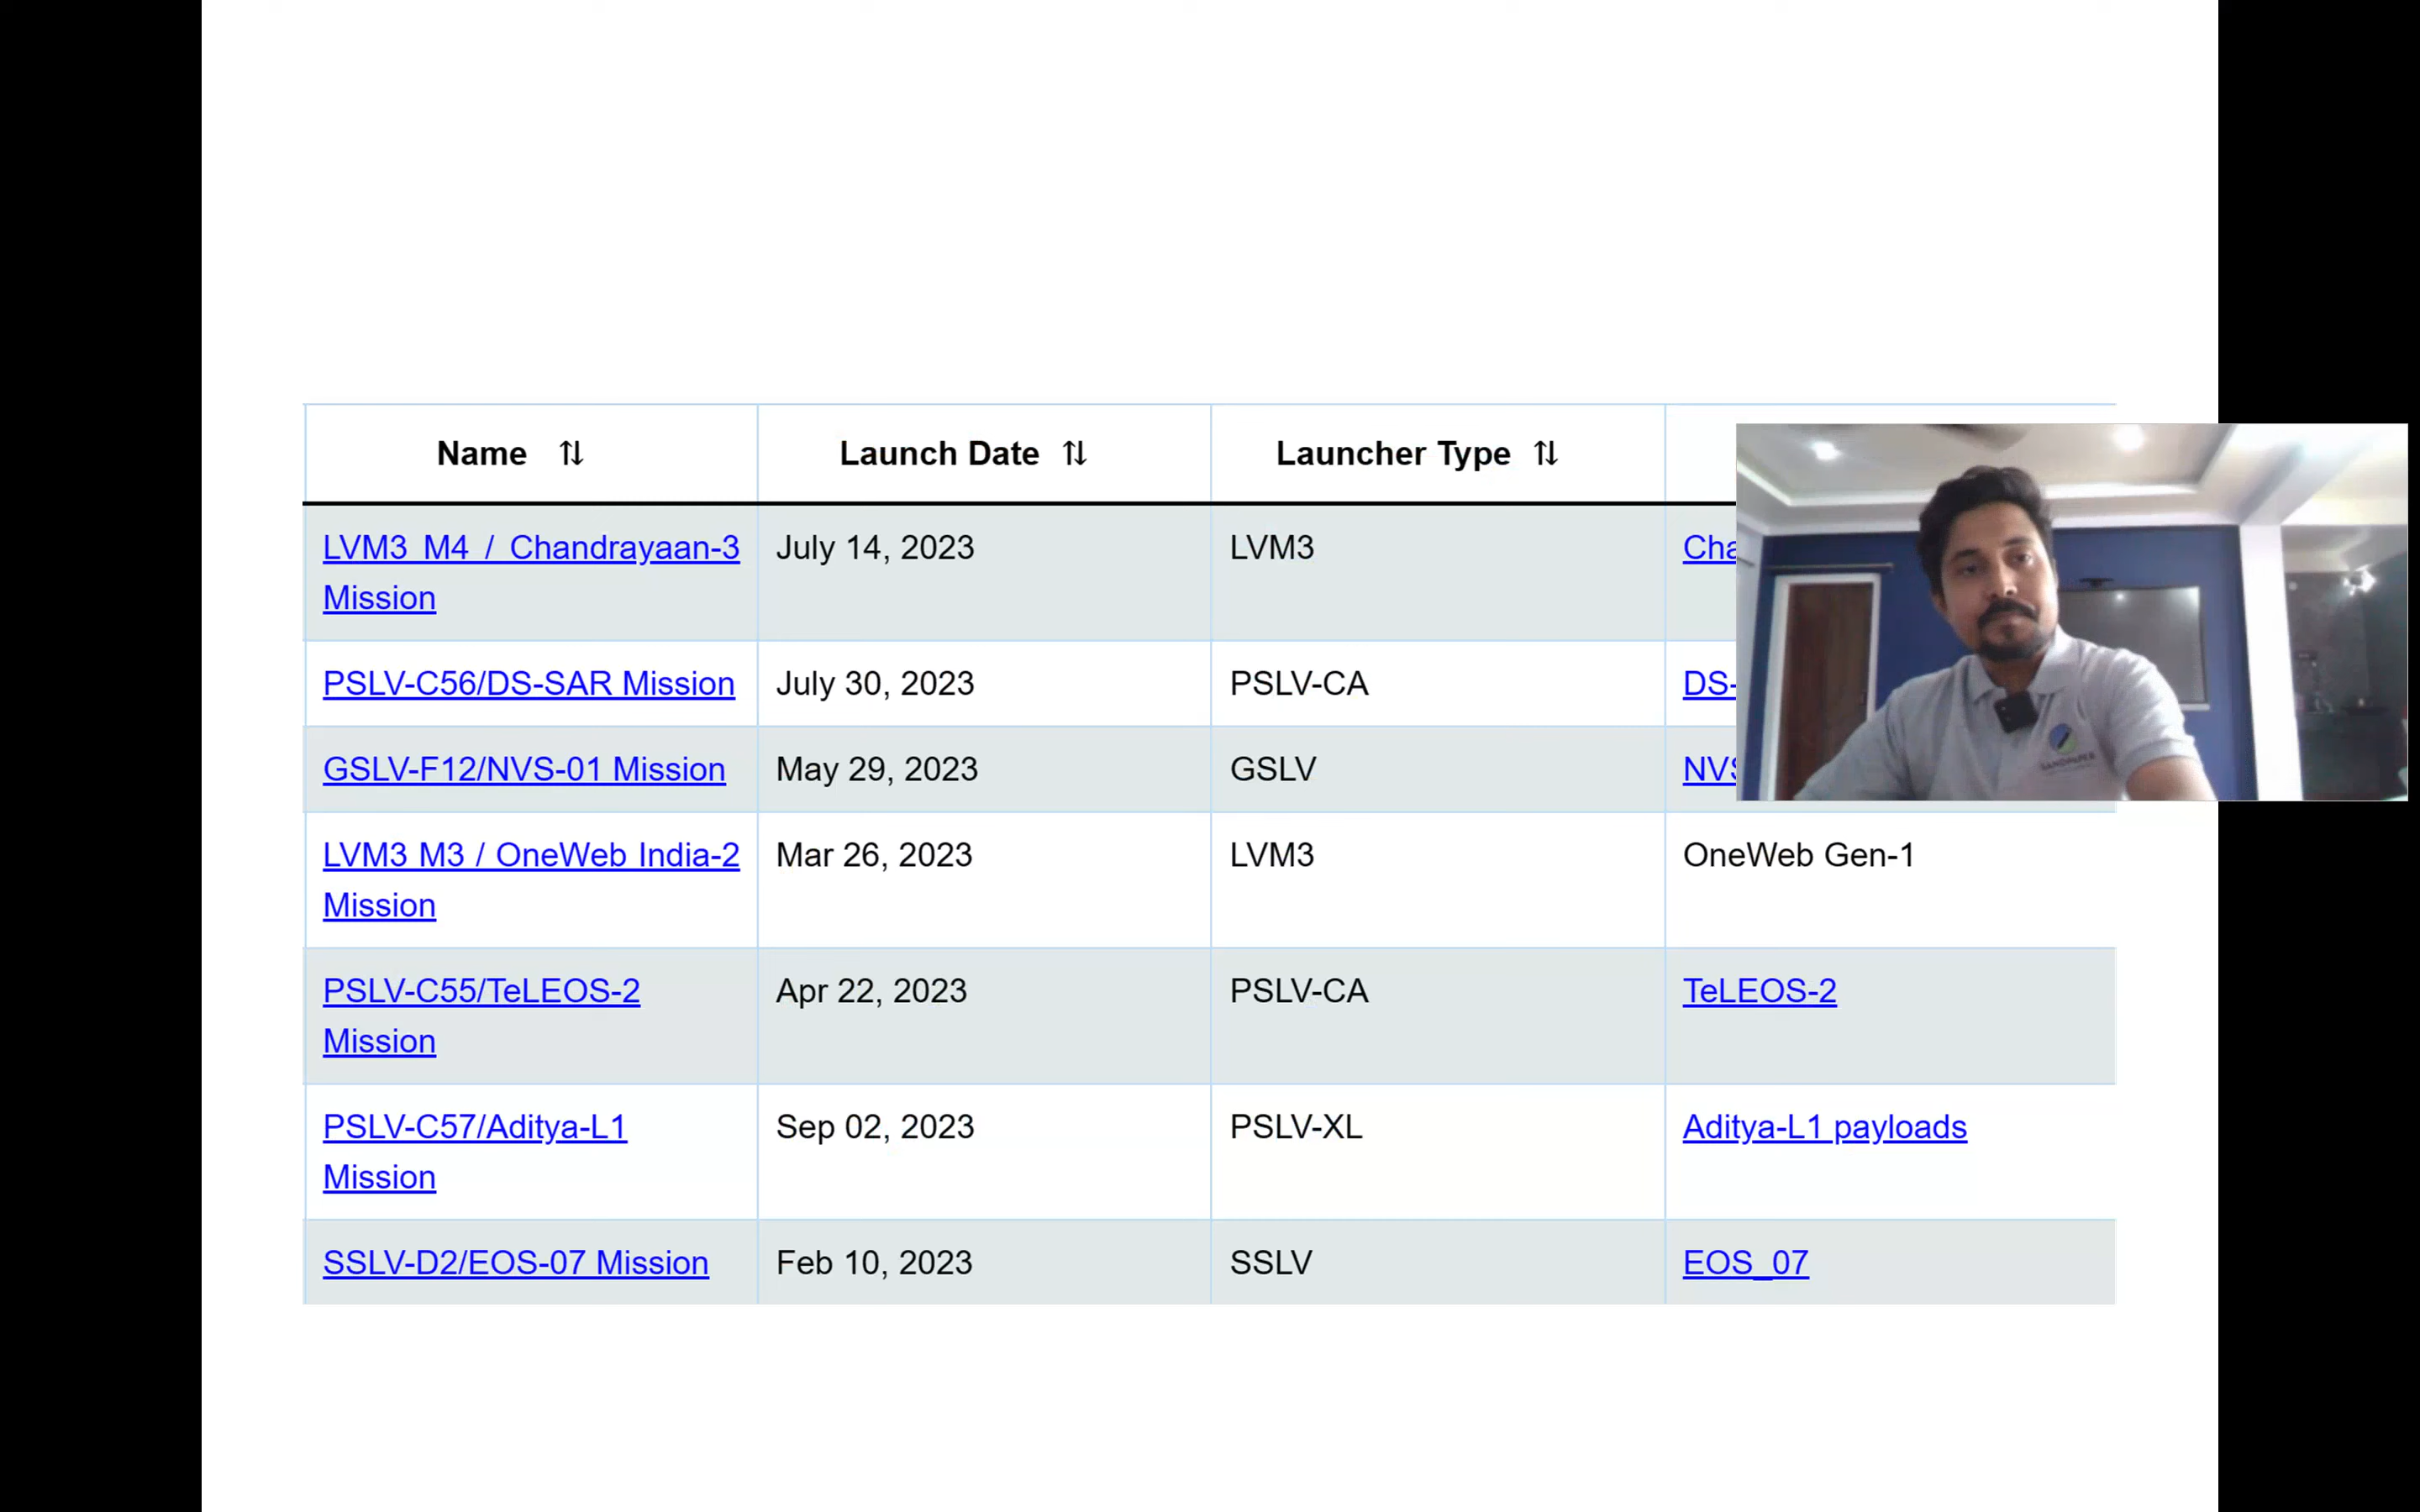 Name ⇅ Launch Date ⇅ Launcher Type ⇅
LVM3 M4 / Chandrayaan-3 July 14, 2023 LVM3
Mission
PSLV-C56/DS-SAR Mission July 30, 2023 PSLV-CA DS-
GSLV-F12/NVS-01 Mission May 29, 2023 GSLV
LVM3 M3 / OneWeb India-2 Mar 26, 2023 LVM3 OneWeb Gen-1
Mission
PSLV-C55/TeLEOS-2 Apr 22, 2023 PSLV-CA TeLEOS-2
Mission
PSLV-C57/Aditya-L1 Sep 02, 2023 PSLV-XL Aditya-L1 payloads
Mission
SSLV-D2/EOS-07 Mission Feb 10, 2023 SSLV EOS_07